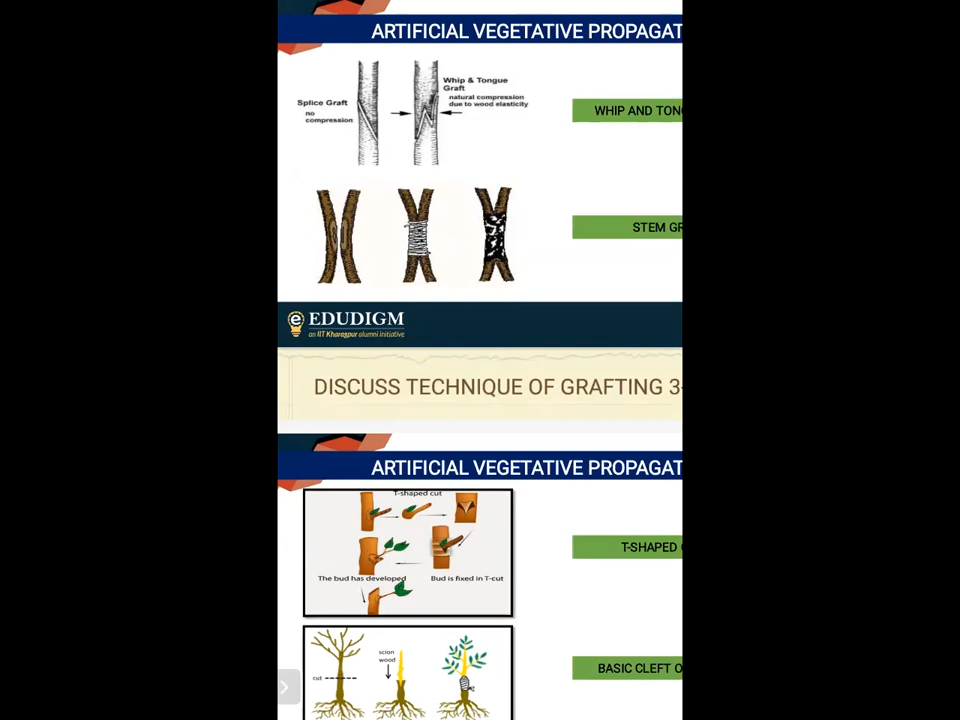 ARTIFICIAL VEGETATIVE PROPAGAT
Whip & Tongue
Graft
natural compression
due to wood elasticity
Splice Graft
no
compression
WHIP AND TONG
STEM GR
EDUDIGM
an IIT Kharagpur alumni initiative
DISCUSS TECHNIQUE OF GRAFTING 3-
ARTIFICIAL VEGETATIVE PROPAGAT
T-shaped cut
The bud has developed
Bud is fixed in T-cut
T-SHAPED
scion
wood
cut
BASIC CLEFT O